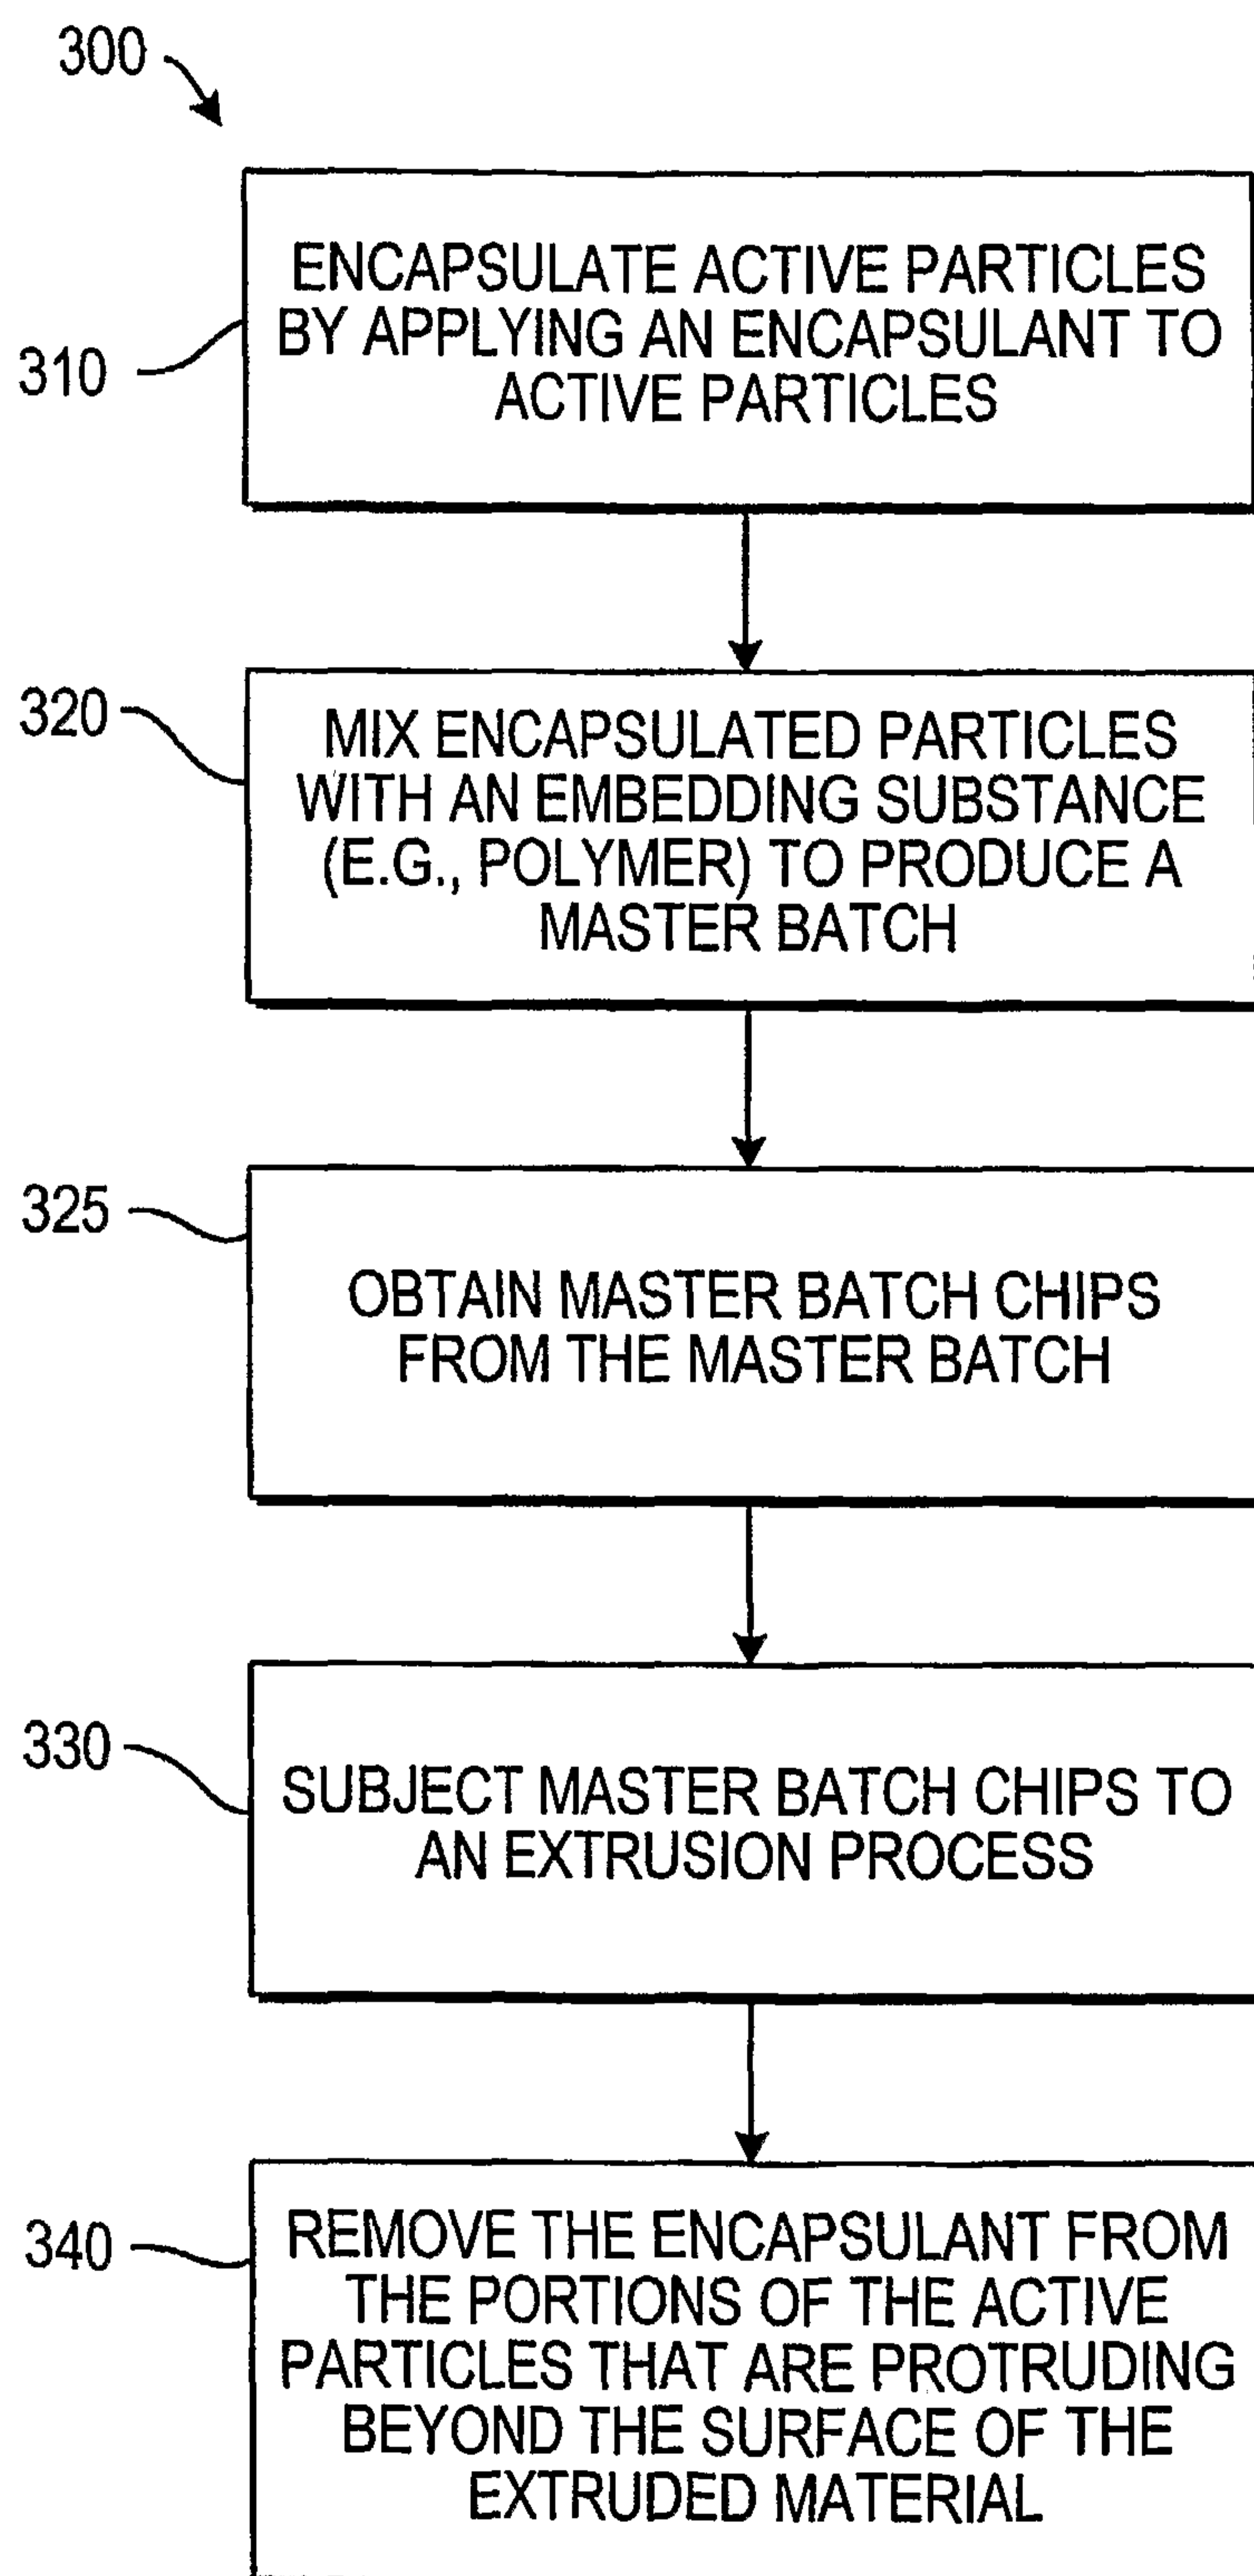 300
310
ENCAPSULATE ACTIVE PARTICLES
BY APPLYING AN ENCAPSULANT TO
ACTIVE PARTICLES
320
MIX ENCAPSULATED PARTICLES
WITH AN EMBEDDING SUBSTANCE
(E.G., POLYMER) TO PRODUCE A
MASTER BATCH
325
OBTAIN MASTER BATCH CHIPS
FROM THE MASTER BATCH
330
SUBJECT MASTER BATCH CHIPS TO
AN EXTRUSION PROCESS
340
REMOVE THE ENCAPSULANT FROM
THE PORTIONS OF THE ACTIVE
PARTICLES THAT ARE PROTRUDING
BEYOND THE SURFACE OF THE
EXTRUDED MATERIAL